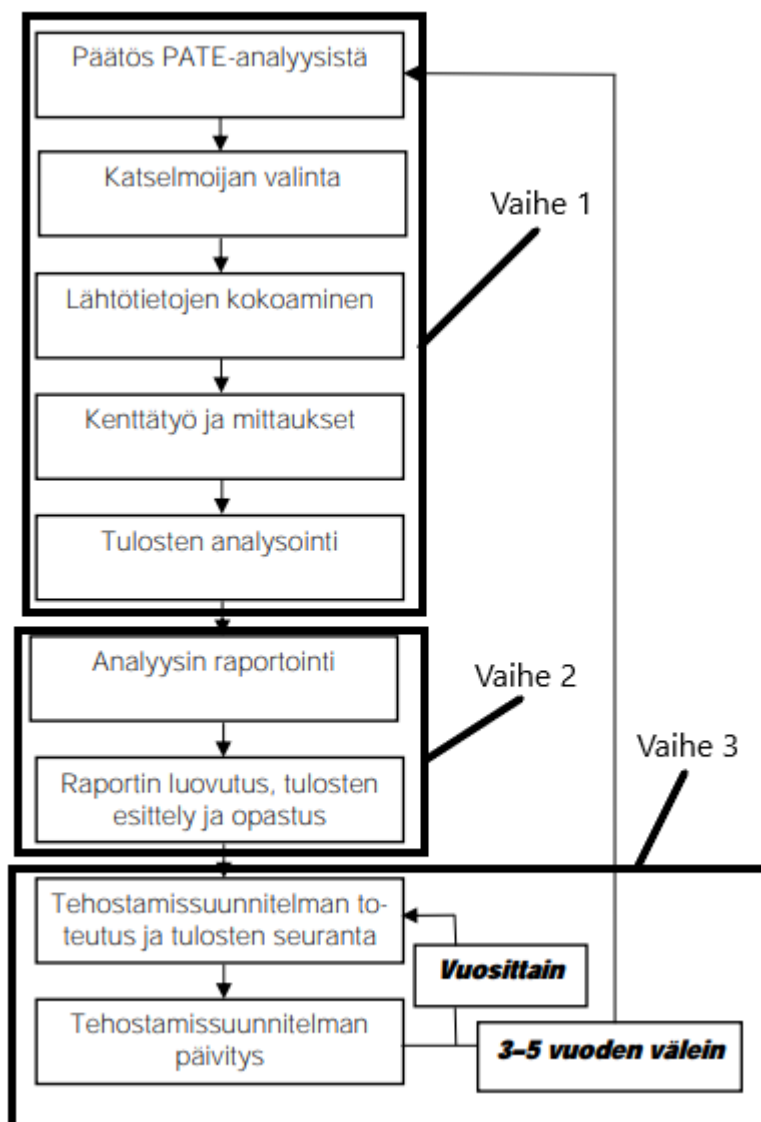 Päätös PATE-analyysistä
Katselmoijan valinta
Vaihe 1
Lähtötietojen kokoaminen
Kenttätyö ja mittaukset
Tulosten analysointi
Analyysin raportointi
Vaihe 2
Raportin luovutus, tulosten
esittely ja opastus
Vaihe 3
Tehostamissuunnitelman to-
teutus ja tulosten seuranta
Vuosittain
Tehostamissuunnitelman
päivitys
3–5 vuoden välein